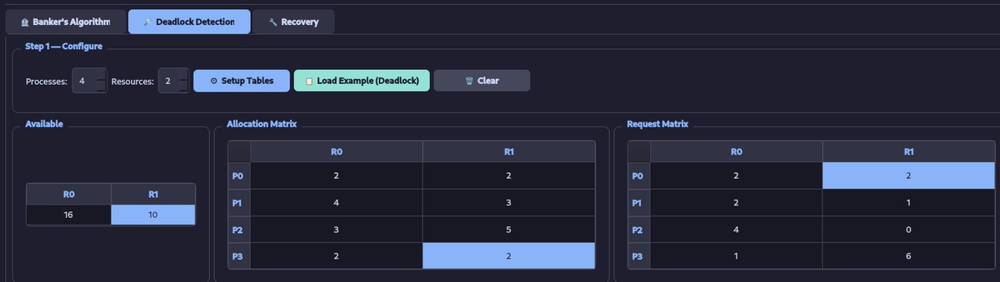 🏦 Banker's Algorithm 🔎 Deadlock Detection 🔧 Recovery
Step 1 — Configure
Processes: 4 Resources: 2 ⚙ Setup Tables 📋 Load Example (Deadlock) 🗑 Clear
Available
R0 R1
16 10
Allocation Matrix
R0 R1
P0 2 2
P1 4 3
P2 3 5
P3 2 2
Request Matrix
R0 R1
P0 2 2
P1 2 1
P2 4 0
P3 1 6